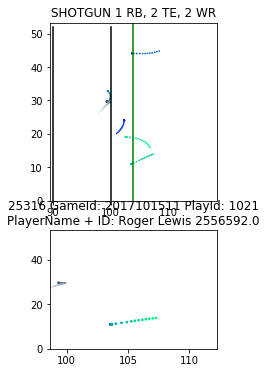 SHOTGUN 1 RB, 2 TE, 2 WR
50
40
30
20
10
0
90 100 110
25316 GameId: 2017101511 PlayId: 1021
PlayerName + ID: Roger Lewis 2556592.0
40
20
0
100 105 110